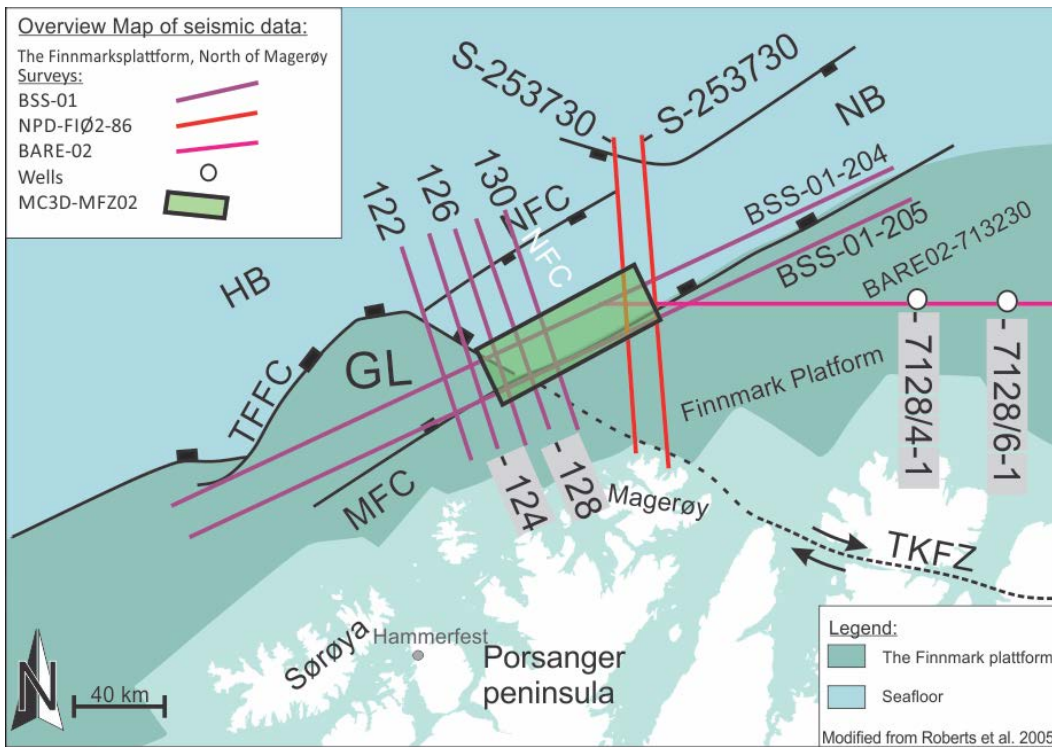 Overview Map of seismic data:
The Finnmarksplattform, North of Magerøy
Surveys:
BSS-01
NPD-FIØ2-86
BARE-02
Wells
MC3D-MFZ02
S-253730
S-253730
NB
122
126
130
NFC
NFC
BSS-01-204
BSS-01-205
BARE02-713230
HB
TFFC
GL
MFC
- 124
- 128
Finnmark Platform
- 7128/4-1
- 7128/6-1
Magerøy
TKFZ
Sørøya
Hammerfest
Porsanger
peninsula
N
40 km
Legend:
The Finnmark plattform
Seafloor
Modified from Roberts et al. 2005